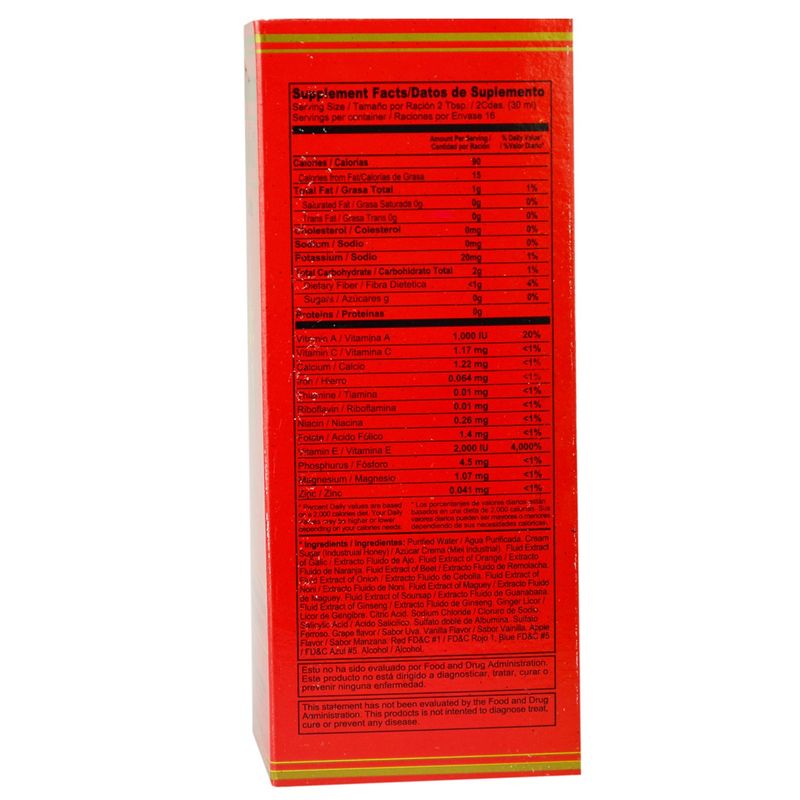 Supplement Facts/Datos de Suplemento
Serving Size / Tamaño por Ración 2 Tbsp. / 2Cdas. (30 ml)
Servings per container / Raciones por Envase 16
Amount Per Serving / % Daily Value*
Cantidad por Ración / %Valor Diario*
Calories / Calorias 90
Calories from Fat/Calorias de Grasa 15
Total Fat / Grasa Total 1g 1%
Saturated Fat / Grasa Saturada 0g 0g 0%
Trans Fat / Grasa Trans 0g 0g 0%
Cholesterol / Colesterol 0mg 0%
Sodium / Sodio 0mg 0%
Potassium / Sodio 20mg 1%
Total Carbohydrate / Carbohidrato Total 2g 1%
Dietary Fiber / Fibra Dietetica <1g 4%
Sugars / Azúcares g 0g 0%
Proteins / Proteinas 0g
Vitamin A / Vitamina A 1,000 IU 20%
Vitamin C / Vitamina C 1.17 mg <1%
Calcium / Calcio 1.22 mg <1%
Iron / Hierro 0.064 mg <1%
Thiamine / Tiamina 0.01 mg <1%
Riboflavin / Riboflamina 0.01 mg <1%
Niacin / Niacina 0.26 mg <1%
Folate / Acido Fólico 1.4 mg <1%
Vitamin E / Vitamina E 2,000 IU 4,000%
Phosphurus / Fósforo 4.5 mg <1%
Magnesium / Magnesio 1.07 mg <1%
Zinc / Zinc 0.041 mg <1%
* Percent Daily values are based
on a 2,000 calories diet. Your Daily
values may be higher or lower
depending on your calories needs.
* Los porcentajes de valores diarios están
basados en una dieta de 2,000 calorías. Sus
valores diarios pueden ser mayores o menores
dependiendo de sus necesidades calóricas.
* Ingredients / Ingredientes: Purified Water / Agua Purificada. Cream
Sugar (Industrual Honey) / Azúcar Crema (Miel Industrial). Fluid Extract
of Galic / Extracto Fluido de Ajo. Fluid Extract of Orange / Extracto
Fluido de Naranja. Fluid Extract of Beet / Extracto Fluido de Remolacha.
Fluid Extract of Onioh / Extracto Fluido de Cebolla. Fluid Extract of
Noni / Extracto Fluido de Noni. Fluid Extract of Maguey / Extracto Fluido
de Maguey. Fluid Extract of Soursap / Extracto Fluido de Guanabana.
Fluid Extract of Ginseng / Extracto Fluido de Ginseng. Ginger Licor /
Licor de Gengibre. Citric Acid. Sodium Chloride / Cloruro de Sodio.
Salicylic Acid / Acido Salicílico. Sulfato doble de Albumina. Sulfato
Ferroso. Grape flavor / Sabor Uva. Vanilla Flavor / Sabor Vainilla. Apple
Flavor / Sabor Manzana. Red FD&C #1 / FD&C Rojo 1, Blue FD&C #5
/ FD&C Azul #5. Alcohol / Alcohol.
Estu no ha sido evaluado por Food and Drug Administration.
Este producto no está dirigido a diagnosticar, tratar, curar o
prevenir ninguna enfermedad.
This statement has not been evaluated by the Food and Drug
Aministration. This prodocts is not intended to diagnose treat,
cure or prevent any disease.